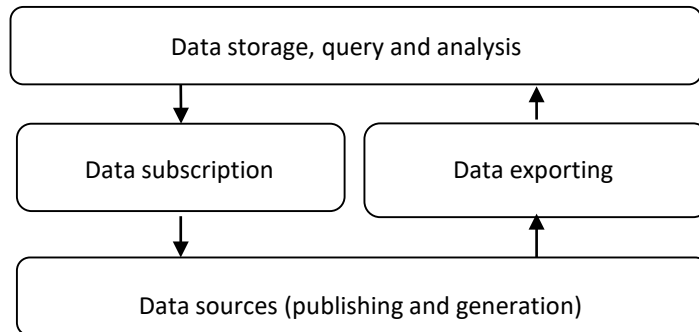 Data storage, query and analysis
Data subscription
Data exporting
Data sources (publishing and generation)